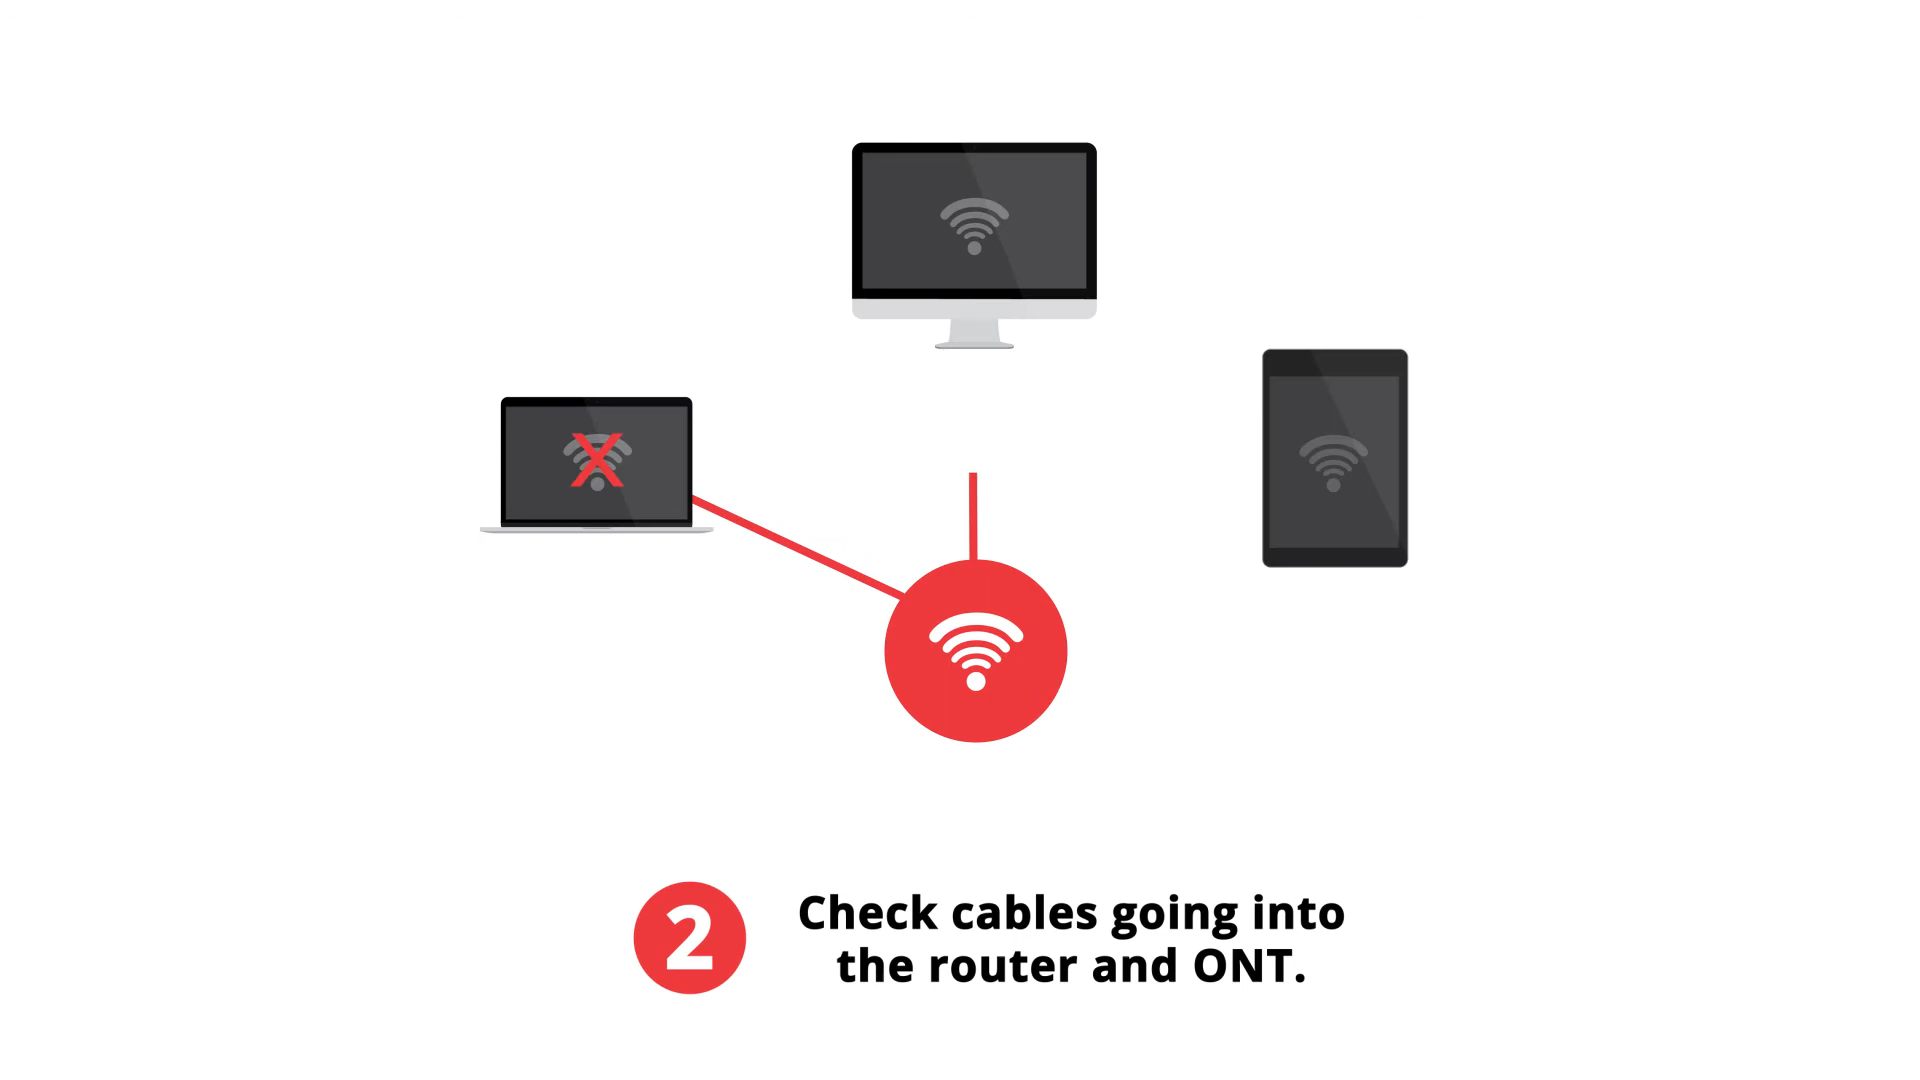 X
2
Check cables going into
the router and ONT.